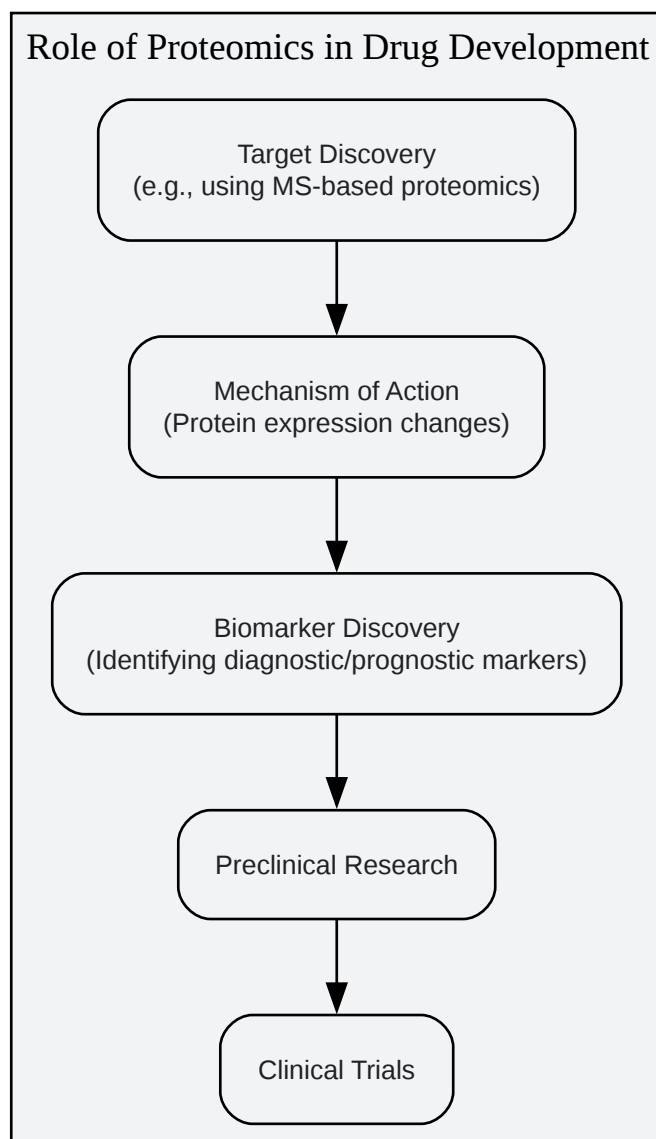 Role of Proteomics in Drug Development
Target Discovery
(e.g., using MS-based proteomics)
Mechanism of Action
(Protein expression changes)
Biomarker Discovery
(Identifying diagnostic/prognostic markers)
Preclinical Research
Clinical Trials